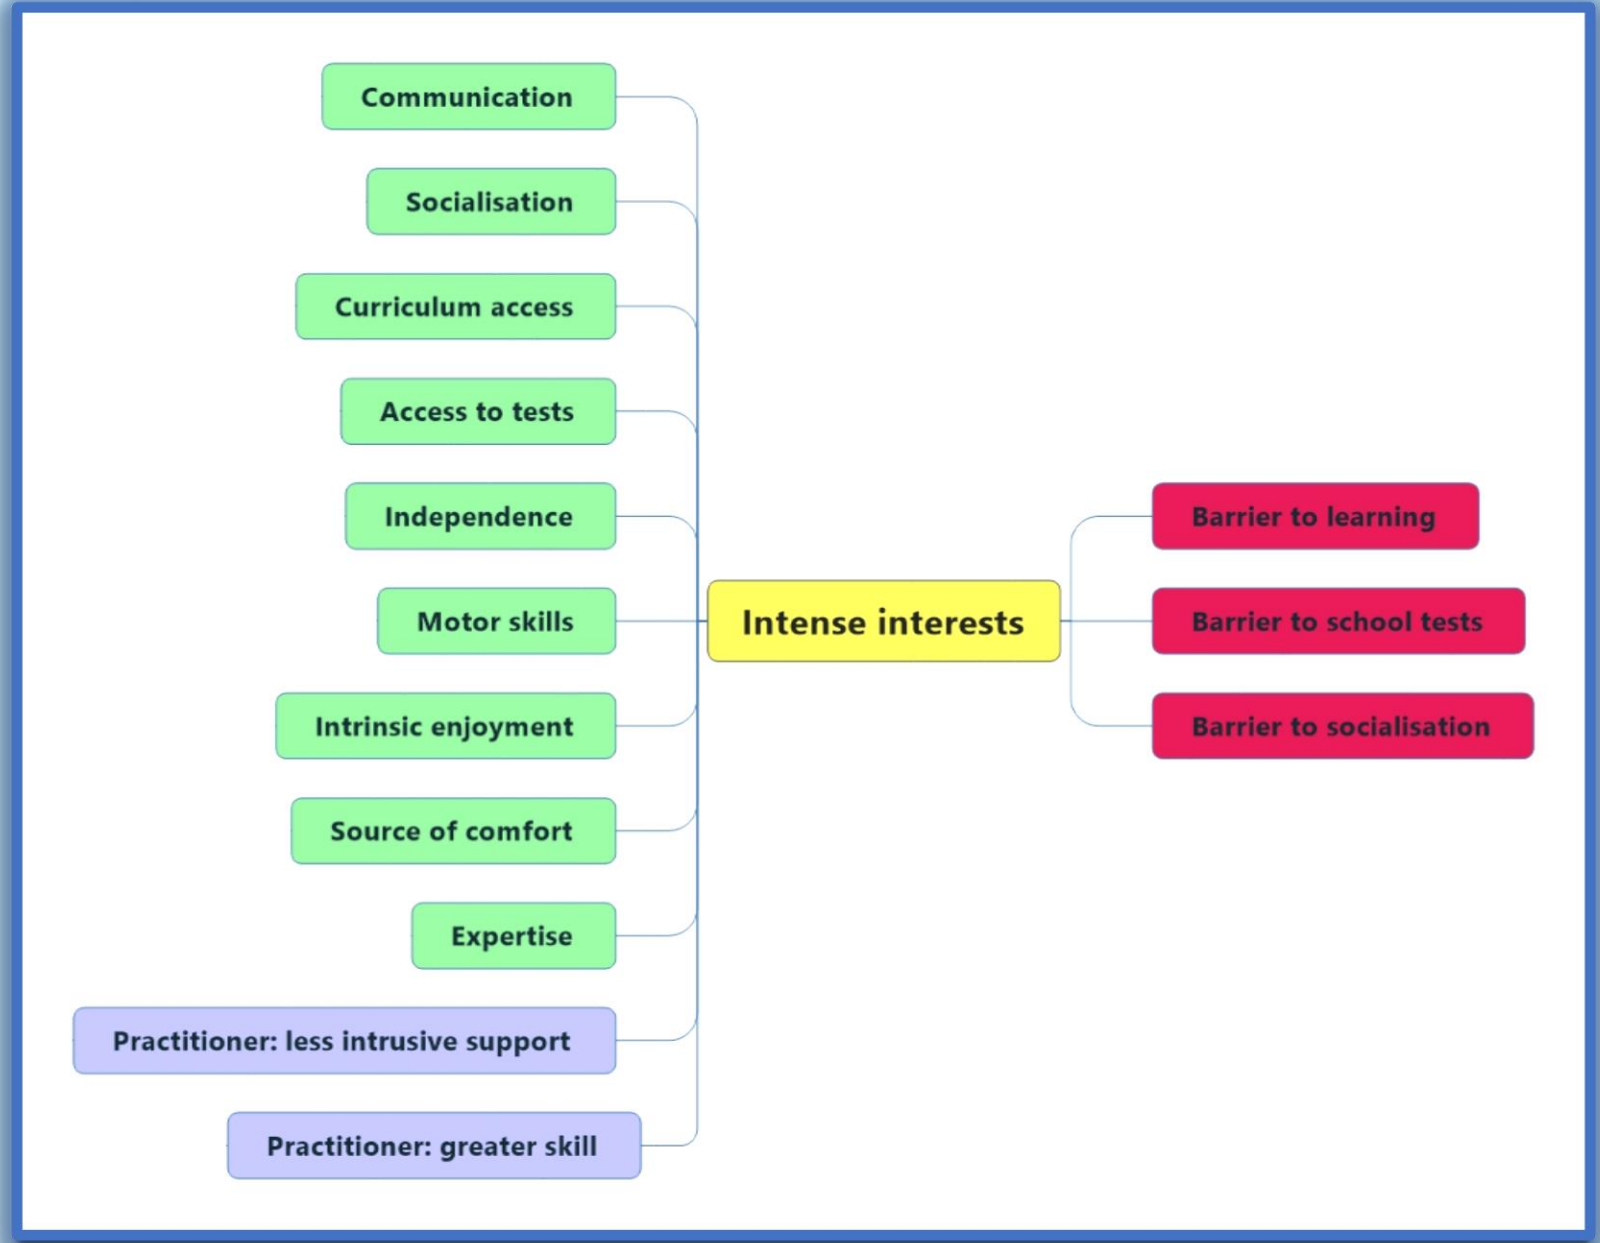 Communication
Socialisation
Curriculum access
Access to tests
Independence
Motor skills
Intrinsic enjoyment
Source of comfort
Expertise
Practitioner: less intrusive support
Practitioner: greater skill
Intense interests
Barrier to learning
Barrier to school tests
Barrier to socialisation